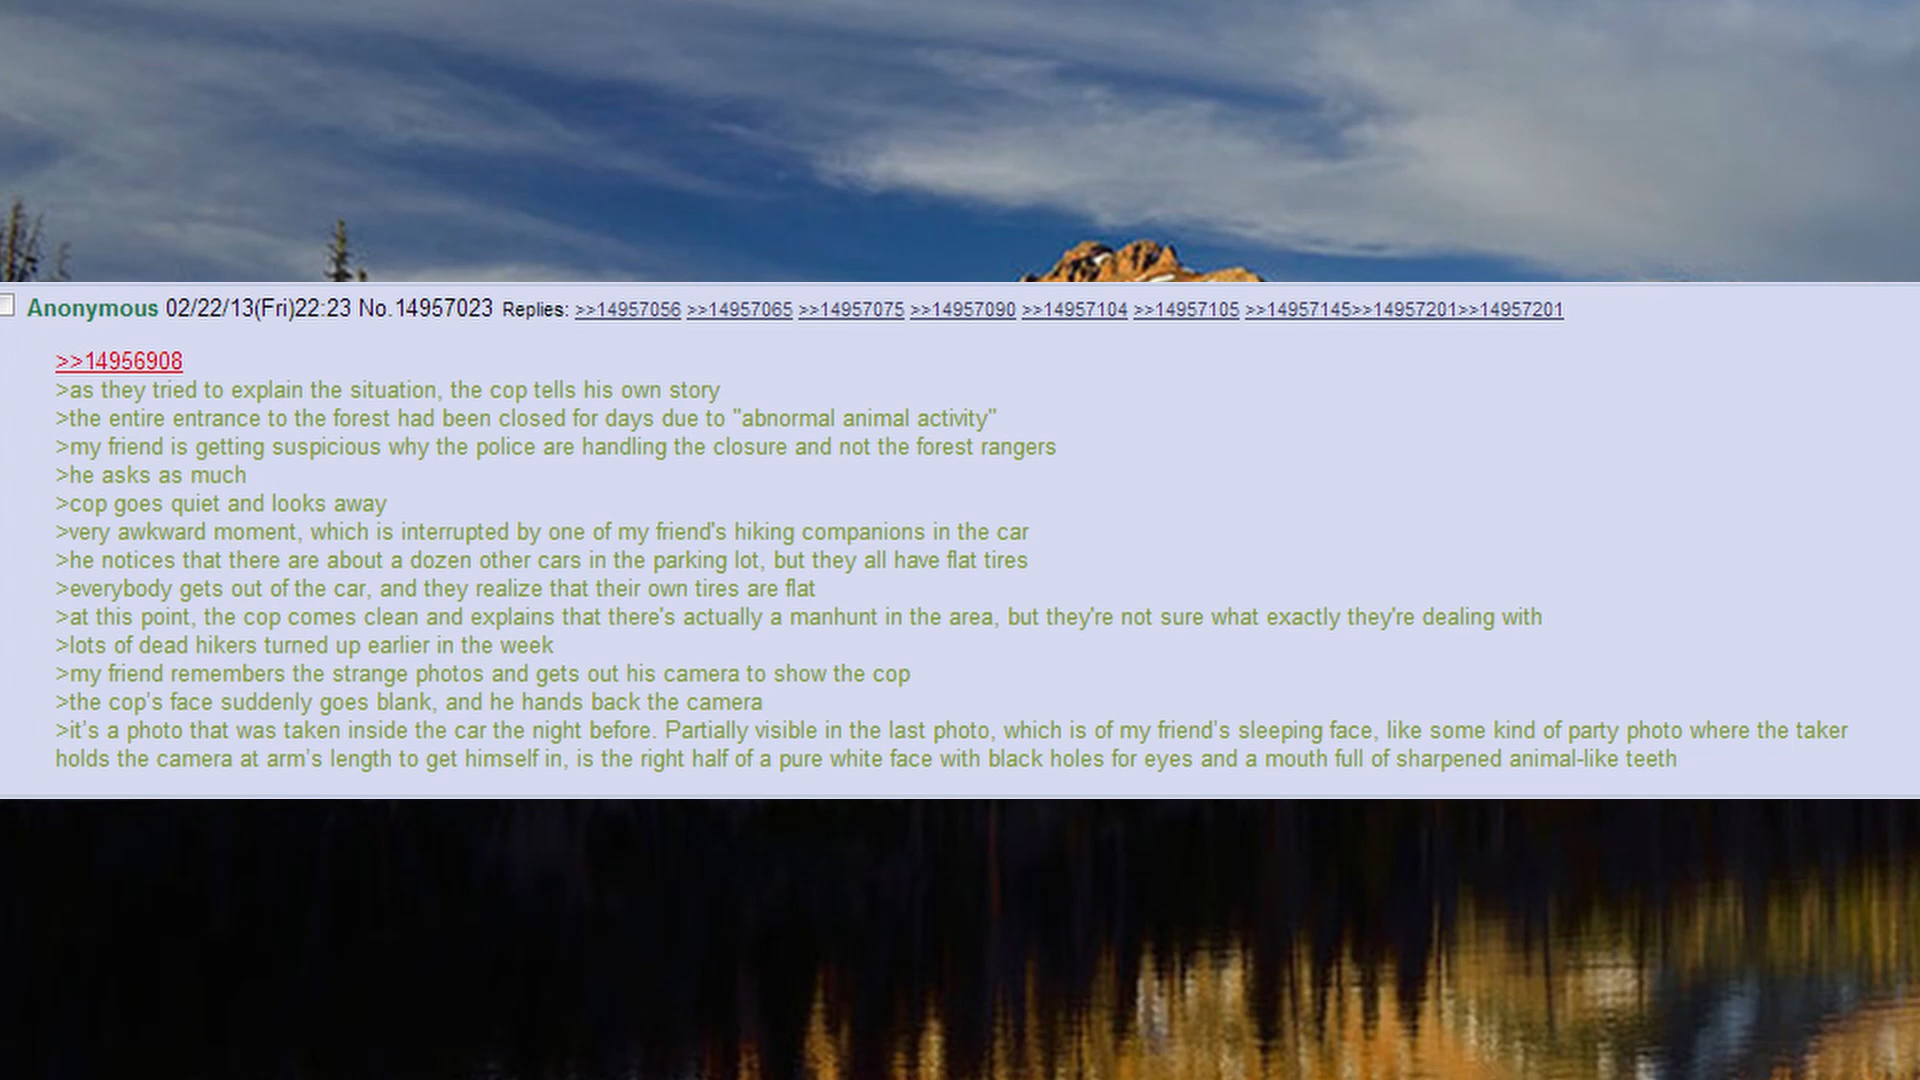 Anonymous 02/22/13(Fri)22:23 No.14957023 Replies: >>14957056 >>14957065 >>14957075 >>14957090 >>14957104 >>14957105 >>14957145>>14957201>>14957201
>>14956908
>as they tried to explain the situation, the cop tells his own story
>the entire entrance to the forest had been closed for days due to "abnormal animal activity"
>my friend is getting suspicious why the police are handling the closure and not the forest rangers
>he asks as much
>cop goes quiet and looks away
>very awkward moment, which is interrupted by one of my friend's hiking companions in the car
>he notices that there are about a dozen other cars in the parking lot, but they all have flat tires
>everybody gets out of the car, and they realize that their own tires are flat
>at this point, the cop comes clean and explains that there's actually a manhunt in the area, but they're not sure what exactly they're dealing with
>lots of dead hikers turned up earlier in the week
>my friend remembers the strange photos and gets out his camera to show the cop
>the cop's face suddenly goes blank, and he hands back the camera
>it's a photo that was taken inside the car the night before. Partially visible in the last photo, which is of my friend's sleeping face, like some kind of party photo where the taker
holds the camera at arm's length to get himself in, is the right half of a pure white face with black holes for eyes and a mouth full of sharpened animal-like teeth